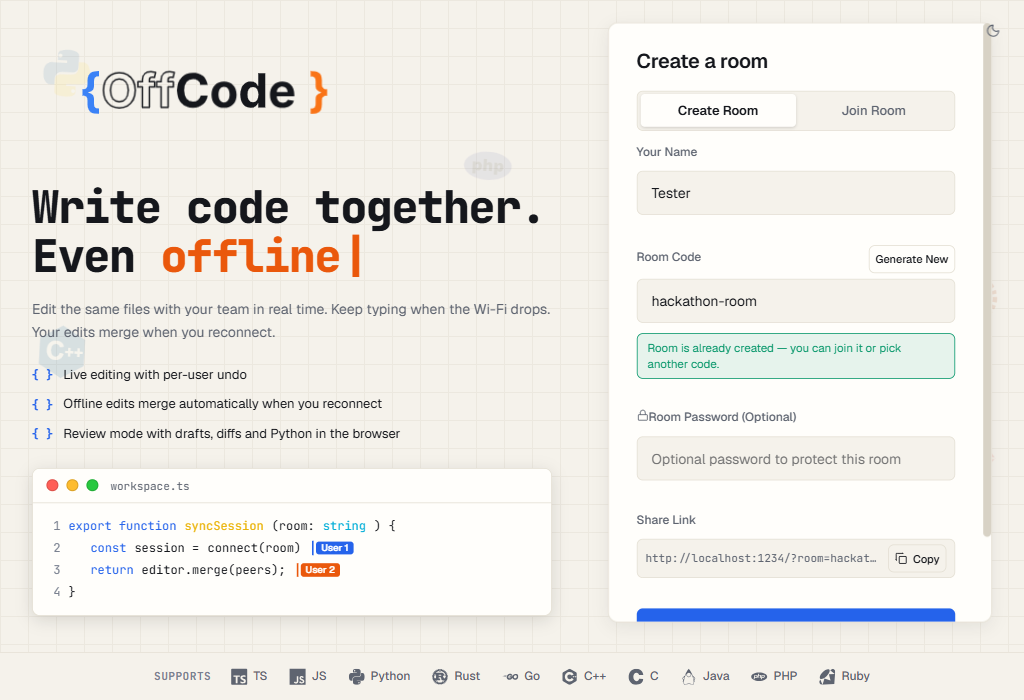 {OffCode }
php
Write code together.
Even offline|
Edit the same files with your team in real time. Keep typing when the Wi-Fi drops.
Your edits merge when you reconnect.
C++
{ } Live editing with per-user undo
{ } Offline edits merge automatically when you reconnect
{ } Review mode with drafts, diffs and Python in the browser
workspace.ts
1 export function syncSession (room: string ) {
2 const session = connect(room) User 1
3 return editor.merge(peers); User 2
4 }
Create a room
Create Room Join Room
Your Name
Tester
Room Code Generate New
hackathon-room
Room is already created — you can join it or pick
another code.
Room Password (Optional)
Optional password to protect this room
Share Link
http://localhost:1234/?room=hackat… Copy
SUPPORTS TS TS JS JS Python Rust GO Go C++ C Java php PHP Ruby